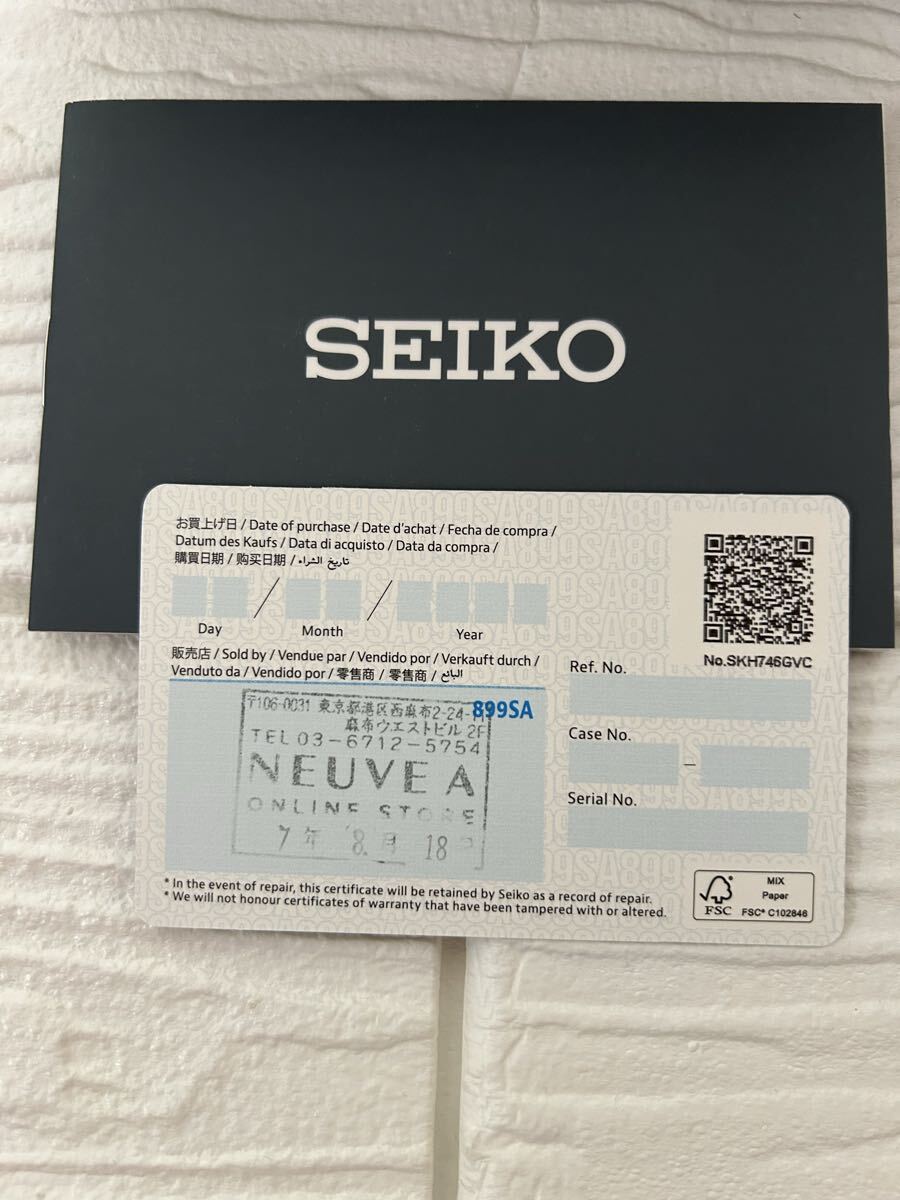 SEIKO
お買上げ日 / Date of purchase / Date d'achat / Fecha de compra /
Datum des Kaufs / Data di acquisto / Data da compra /
購買日期 / 购买日期 / تاريخ الشراء
Day / Month / Year
No.SKH746GVC
販売店 / Sold by / Vendue par / Vendido por / Verkauft durch /
Venduto da / Vendido por / 零售商 / 零售商 / البائع
Ref. No.
899SA
〒106-0031 東京都港区西麻布2-24-11
麻布ウエストビル 2F
TEL 03-6712-5754
NEUVE A
ONLINE STORE
7年 8月 18日
Case No.
–
Serial No.
* In the event of repair, this certificate will be retained by Seiko as a record of repair.
* We will not honour certificates of warranty that have been tampered with or altered.
FSC
MIX
Paper
FSC® C102846